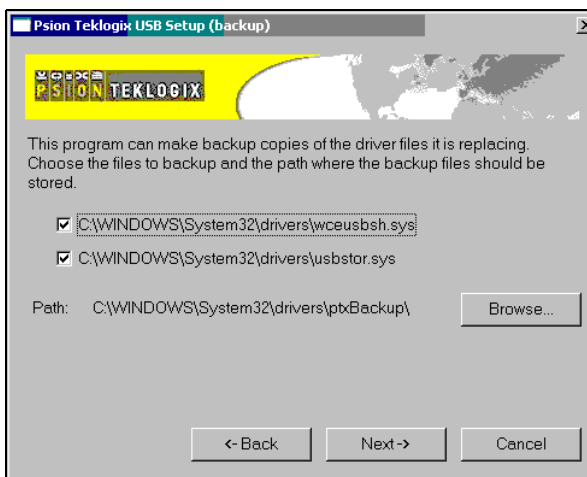 Psion Teklogix USB Setup (backup)
PSION TEKLOGIX
This program can make backup copies of the driver files it is replacing.
Choose the files to backup and the path where the backup files should be
stored.
C:\WINDOWS\System32\drivers\wceusbsh.sys
C:\WINDOWS\System32\drivers\usbstor.sys
Path: C:\WINDOWS\System32\drivers\ptxBackup\ Browse...
<- Back Next -> Cancel